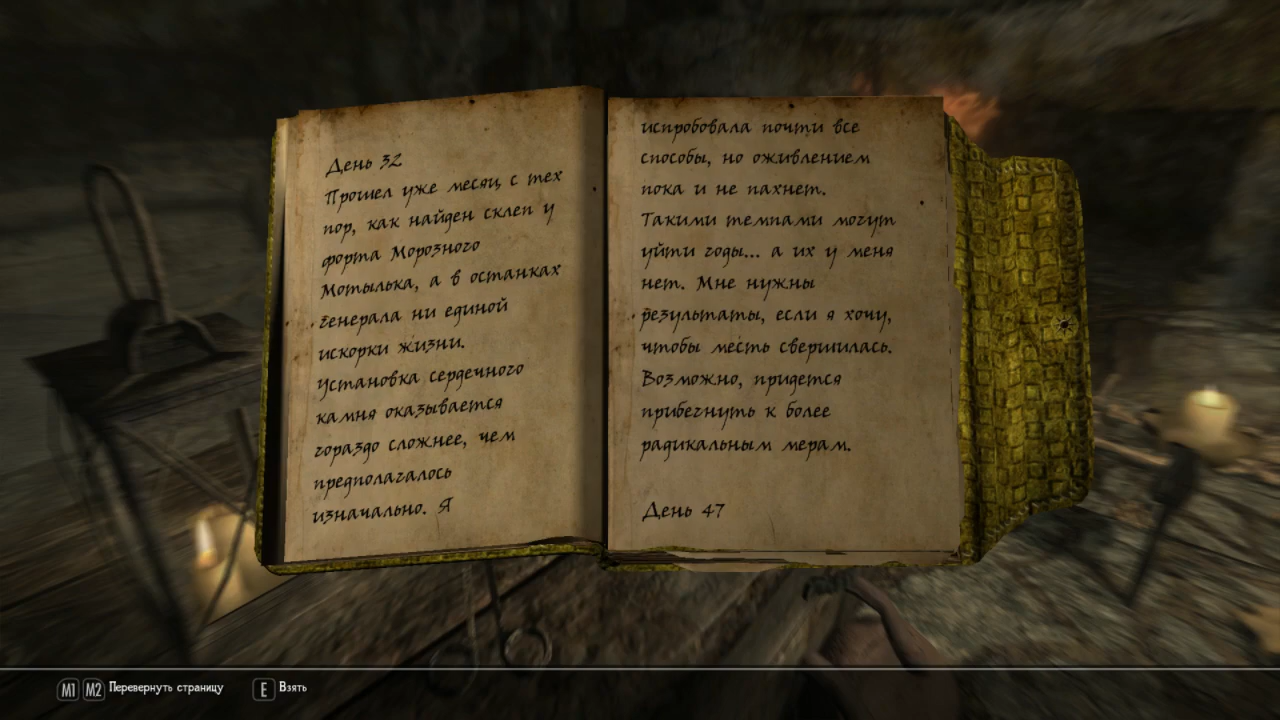 День 32
Прошел уже месяц с тех
пор, как найден склеп у
форта Морозного
Мотылька, а в останках
генерала ни единой
искорки жизни.
Установка сердечного
камня оказывается
гораздо сложнее, чем
предполагалось
изначально. Я
испробовала почти все
способы, но оживлением
пока и не пахнет.
Такими темпами могут
уйти годы... а их у меня
нет. Мне нужны
результаты, если я хочу,
чтобы месть свершилась.
Возможно, придется
прибегнуть к более
радикальным мерам.
День 47
M1 M2 Перевернуть страницу
E Взять